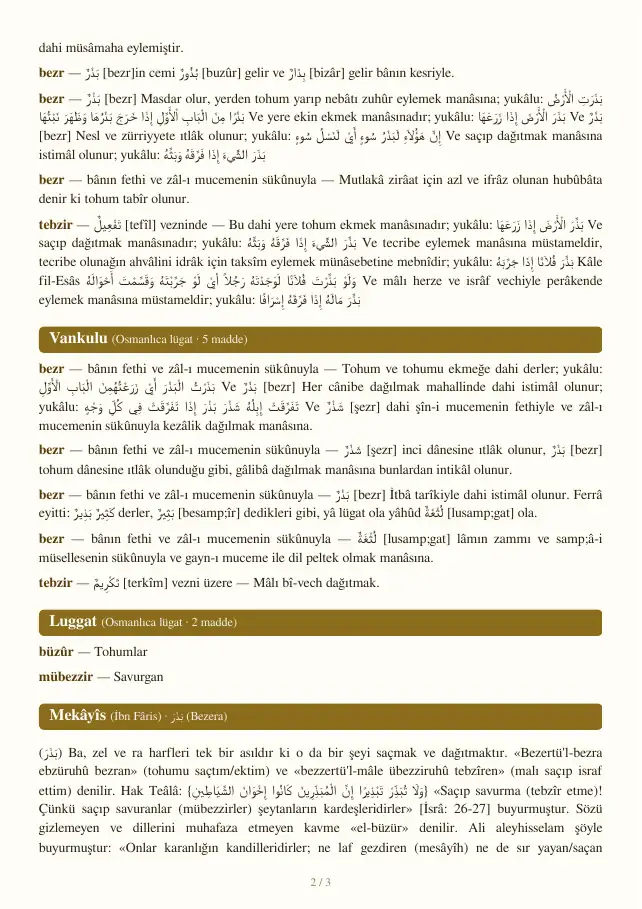 dahi müsâmaha eylemiştir.
bezr — بَذَرٌ [bezr]in cemi بُذُورٌ [buzûr] gelir ve بِذَارٌ [bizâr] gelir bânın kesriyle.
bezr — بَذَرٌ [bezr] Masdar olur, yerden tohum yarıp nebâtı zuhûr eylemek manâsına; yukâlu: بَذَرَتِ الْأَرْضُ
بَذْرًا مِنَ الْبَابِ الْأَوَّلِ إِذَا خَرَجَ بَذْرُهَا وَظَهَرَ نَبْتُهَا Ve yere ekin ekmek manâsınadır; yukâlu: بَذَرَ الْأَرْضَ إِذَا زَرَعَهَا Ve بَذَرٌ
[bezr] Nesl ve zürriyyete ıtlâk olunur; yukâlu: إِنَّ هَؤُلَاءِ لَبَذْرُ سُوءٍ أَيْ نَسْلُ سُوءٍ Ve saçıp dağıtmak manâsına
istimâl olunur; yukâlu: بَذَرَ الشَّيْءَ إِذَا فَرَّقَهُ وَبَثَّهُ
bezr — bânın fethi ve zâl-ı mucemenin sükûnuyla — Mutlakâ zirâat için azl ve ifrâz olunan hubûbâta
denir ki tohum tabîr olunur.
tebzir — تَفْعِيلٌ [tefîl] vezninde — Bu dahi yere tohum ekmek manâsınadır; yukâlu: بَذَّرَ الْأَرْضَ إِذَا زَرَعَهَا Ve
saçıp dağıtmak manâsınadır; yukâlu: بَذَّرَ الشَّيْءَ إِذَا فَرَّقَهُ وَبَثَّهُ Ve tecribe eylemek manâsına müstameldir,
tecribe olunağın ahvâlini idrâk için taksîm eylemek münâsebetine mebnîdir; yukâlu: بَذَّرَ فُلَانًا إِذَا جَرَّبَهُ Kâle
fil-Esâs وَلَوْ بَذَّرْتَ فُلَانًا لَوَجَدْتَهُ رَجُلاً أَيْ لَوْ جَرَّبْتَهُ وَقَسَّمْتَ أَحْوَالَهُ Ve mâlı herze ve isrâf vechiyle perâkende
eylemek manâsına müstameldir; yukâlu: بَذَّرَ مَالَهُ إِذَا فَرَّقَهُ إِسْرَافًا
Vankulu (Osmanlıca lügat · 5 madde)
bezr — bânın fethi ve zâl-ı mucemenin sükûnuyla — Tohum ve tohumu ekmeğe dahi derler; yukâlu:
بَذَرْتُ الْبَذْرَ أَيْ زَرَعْتُهُمِنْ الْبَابِ الْأَوَّلِ Ve بَذَرٌ [bezr] Her cânibe dağılmak mahallinde dahi istimâl olunur;
yukâlu: تَفَرَّقَتْ إِبِلُهُ شَذَرَ بَذَرَ إِذَا تَفَرَّقَتْ فِي كُلِّ وَجْهٍ Ve شَذَرٌ [şezr] dahi şîn-i mucemenin fethiyle ve zâl-ı
mucemenin sükûnuyla kezâlik dağılmak manâsına.
bezr — bânın fethi ve zâl-ı mucemenin sükûnuyla — شَذَرٌ [şezr] inci dânesine ıtlâk olunur, بَذَرٌ [bezr]
tohum dânesine ıtlâk olunduğu gibi, gâlibâ dağılmak manâsına bunlardan intikâl olunur.
bezr — bânın fethi ve zâl-ı mucemenin sükûnuyla — بَذَرٌ [bezr] İtbâ tarîkiyle dahi istimâl olunur. Ferrâ
eyitti: كَثِيرٌ بَذِيرٌ derler, بَثِيرٌ [besamp;îr] dedikleri gibi, yâ lügat ola yâhûd لُثْغَةٌ [lusamp;gat] ola.
bezr — bânın fethi ve zâl-ı mucemenin sükûnuyla — لُثْغَةٌ [lusamp;gat] lâmın zammı ve samp;â-i
müsellesenin sükûnuyla ve gayn-ı muceme ile dil peltek olmak manâsına.
tebzir — تَكْرِيمٌ [terkîm] vezni üzere — Mâlı bî-vech dağıtmak.
Luggat (Osmanlıca lügat · 2 madde)
büzûr — Tohumlar
mübezzir — Savurgan
Mekâyîs (İbn Fâris) · بَذَرَ (Bezera)
(بَذَرَ) Ba, zel ve ra harfleri tek bir asıldır ki o da bir şeyi saçmak ve dağıtmaktır. «Bezertü'l-bezra
ebzüruhû bezran» (tohumu saçtım/ektim) ve «bezzertü'l-mâle übezziruhû tebzîren» (malı saçıp israf
ettim) denilir. Hak Teâlâ: {وَلَا تُبَذِّرْ تَبْذِيرًا إِنَّ الْمُبَذِّرِينَ كَانُوا إِخْوَانَ الشَّيَاطِينِ} «Saçıp savurma (tebzîr etme)!
Çünkü saçıp savuranlar (mübezzirler) şeytanların kardeşleridirler» [İsrâ: 26-27] buyurmuştur. Sözü
gizlemeyen ve dillerini muhafaza etmeyen kavme «el-büzür» denilir. Ali aleyhisselam şöyle
buyurmuştur: «Onlar karanlığın kandilleridirler; ne laf gezdiren (mesâyîh) ne de sır yayan/saçan
2 / 3